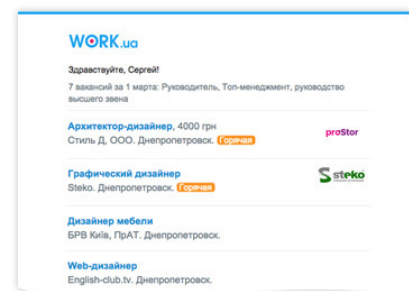 WORK.ua
Здравствуйте, Сергей!
7 вакансий за 1 марта: Руководитель, Топ-менеджмент, руководство
высшего звена
Архитектор-дизайнер, 4000 грн
Стиль Д, ООО. Днепропетровск. Горячая
proStor
Графический дизайнер
Steko. Днепропетровск. Горячая
steko
Дизайнер мебели
БРВ Київ, ПрАТ. Днепропетровск.
Web-дизайнер
English-club.tv. Днепропетровск.